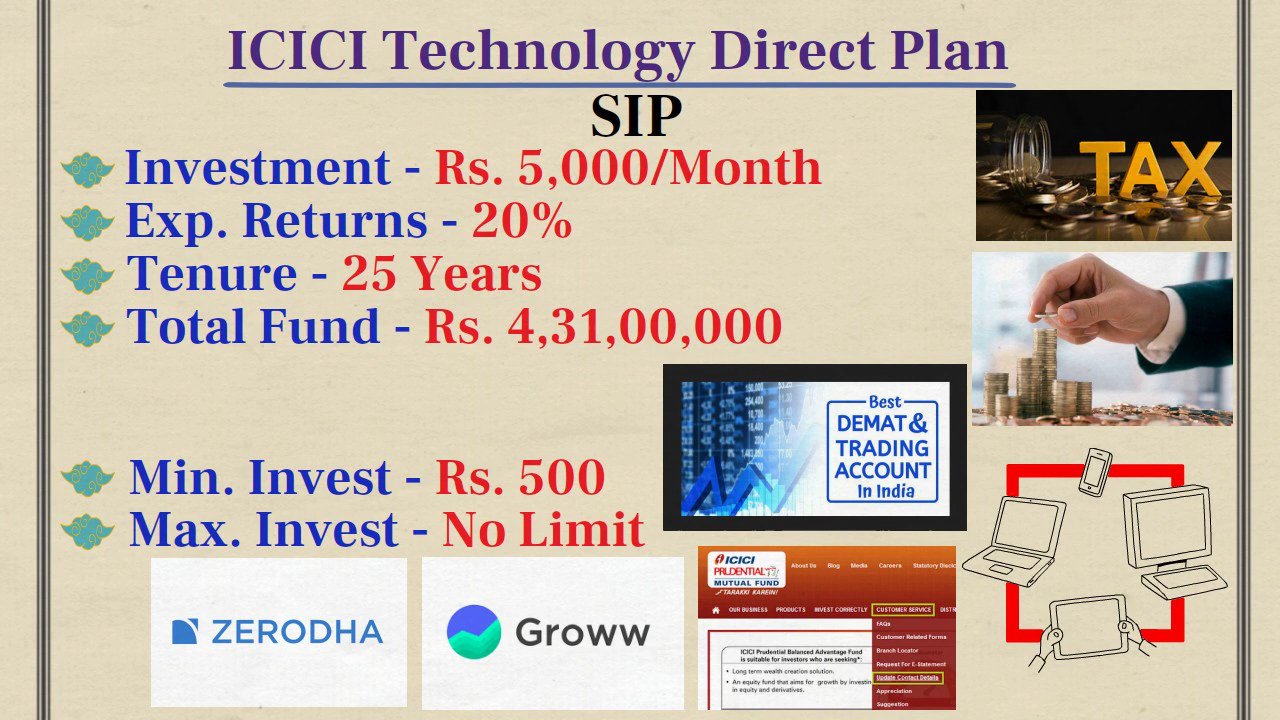 ICICI Technology Direct Plan
SIP
Investment - Rs. 5,000/Month
Exp. Returns - 20%
Tenure - 25 Years
Total Fund - Rs. 4,31,00,000
Min. Invest - Rs. 500
Max. Invest - No Limit
TAX
Best
DEMAT &
TRADING
ACCOUNT
In India
ZERODHA
Groww
ICICI
PRUDENTIAL
MUTUAL FUND
TARAKKI KAREIN!
About Us Blog Media Careers Statutory
OUR BUSINESS PRODUCTS INVEST CORRECTLY CUSTOMER SERVICE DISTR
FAQs
Customer Related Forms
Branch Locator
Request For E-Statement
Update Contact Details
Appreciation
Suggestion
ICICI Prudential Balanced Advantage Fund
is suitable for investors who are seeking*:
• Long term wealth creation solution.
• An equity fund that aims for growth by investin
in equity and derivatives.